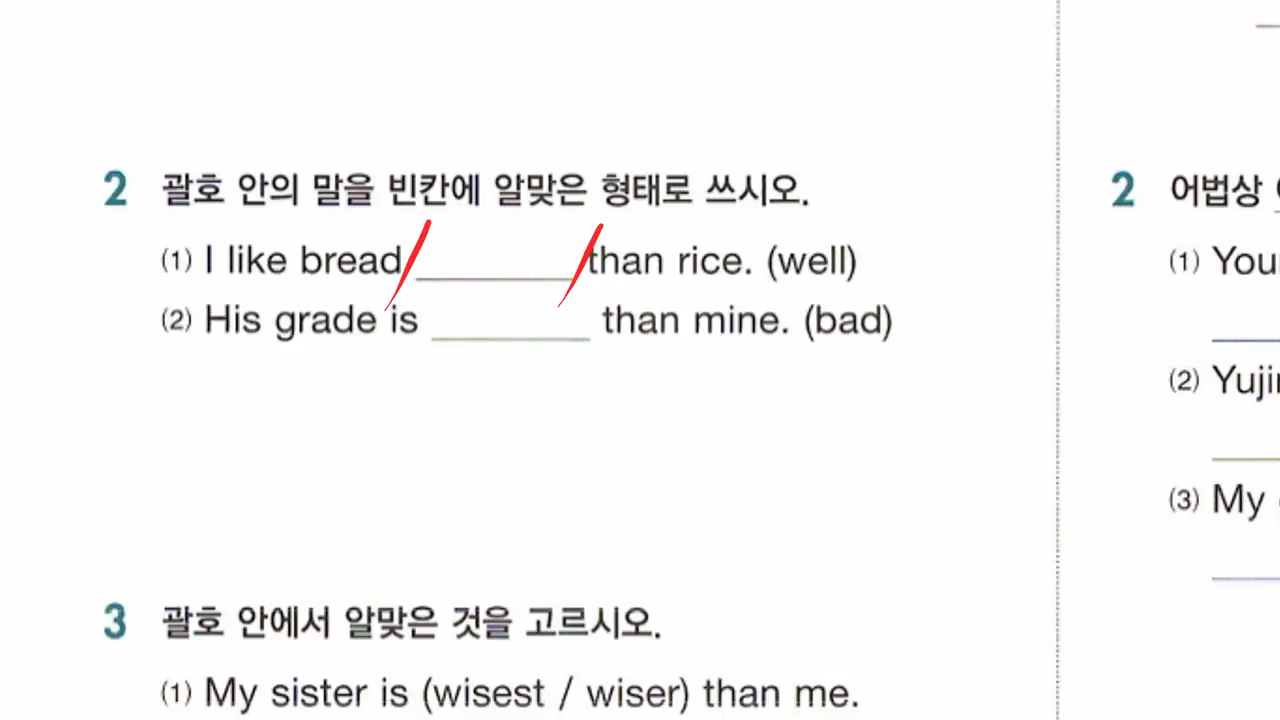 2 괄호 안의 말을 빈칸에 알맞은 형태로 쓰시오.
(1) I like bread ________ than rice. (well)
(2) His grade is ________ than mine. (bad)
3 괄호 안에서 알맞은 것을 고르시오.
(1) My sister is (wisest / wiser) than me.
2 어법상
(1) Your
(2)
(3) My